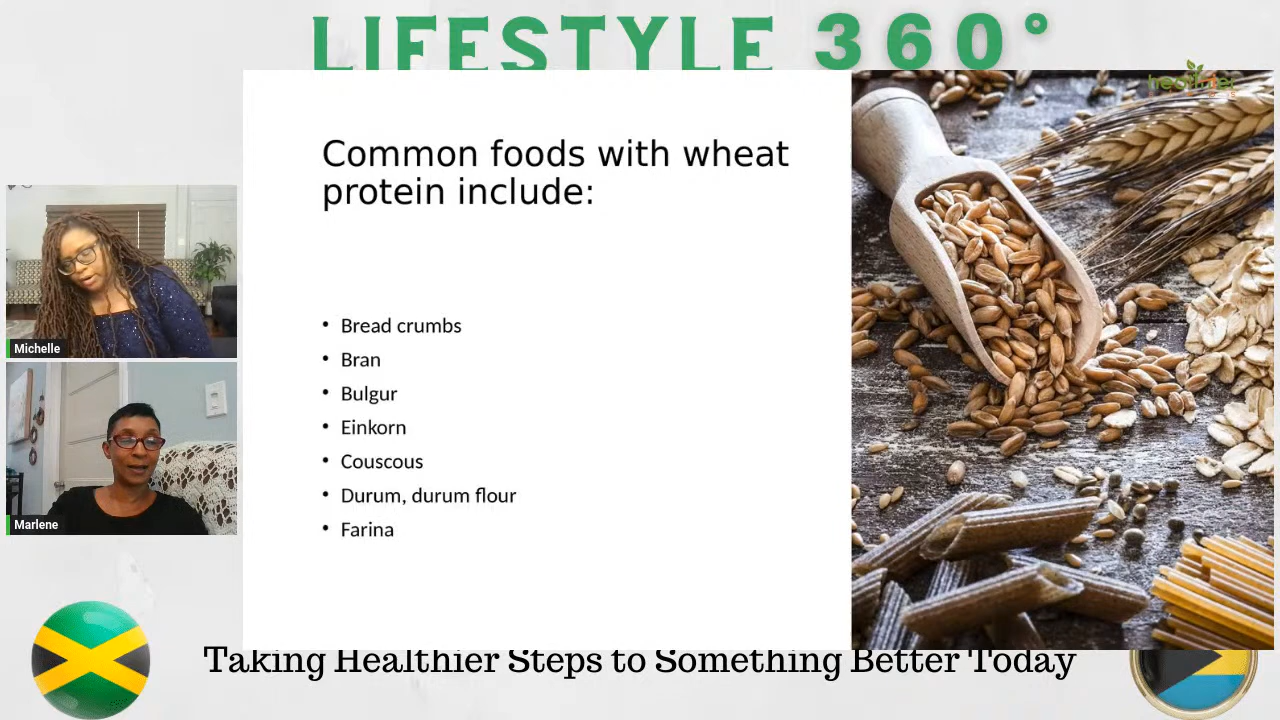 LIFESTYLE 360°
healthier
Common foods with wheat
protein include:
• Bread crumbs
• Bran
• Bulgur
• Einkorn
• Couscous
• Durum, durum flour
• Farina
Michelle
Marlene
Taking Healthier Steps to Something Better Today